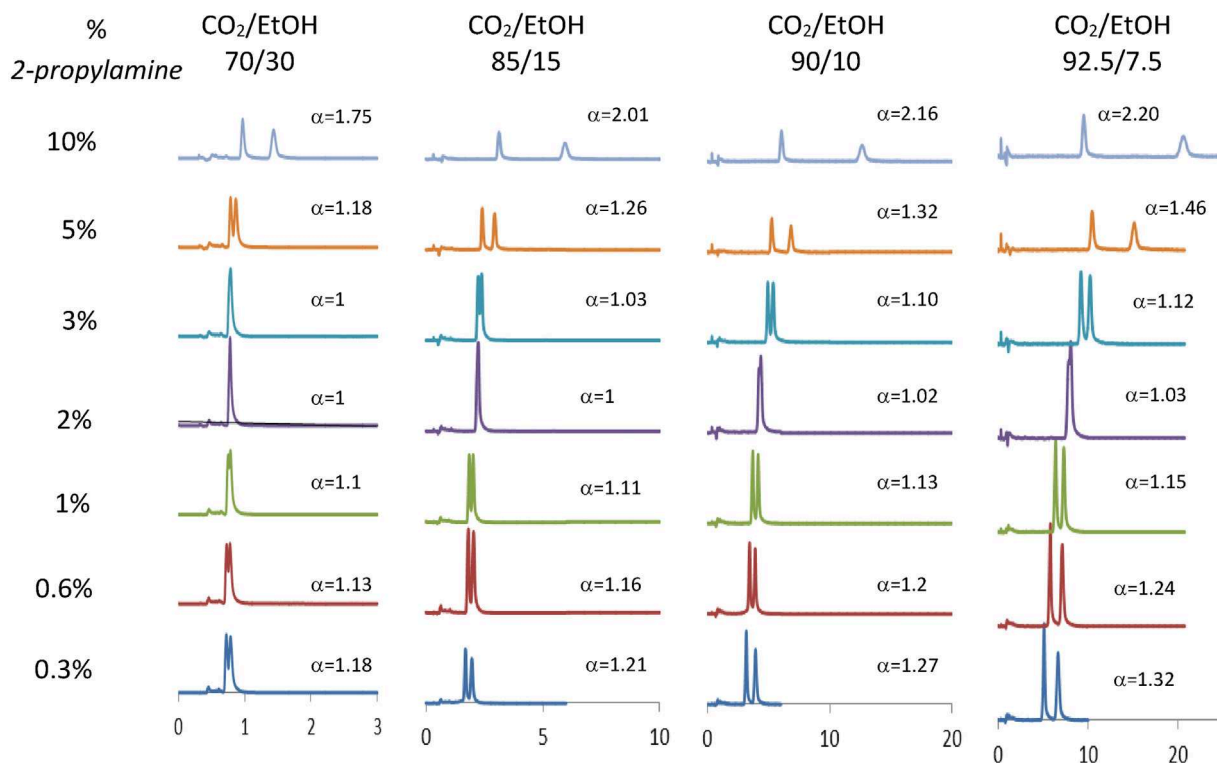 % CO₂/EtOH CO₂/EtOH CO₂/EtOH CO₂/EtOH
2-propylamine 70/30 85/15 90/10 92.5/7.5
10% α=1.75 α=2.01 α=2.16 α=2.20
5% α=1.18 α=1.26 α=1.32 α=1.46
3% α=1 α=1.03 α=1.10 α=1.12
2% α=1 α=1 α=1.02 α=1.03
1% α=1.1 α=1.11 α=1.13 α=1.15
0.6% α=1.13 α=1.16 α=1.2 α=1.24
0.3% α=1.18 α=1.21 α=1.27 α=1.32
0 1 2 3 0 5 10 0 10 20 0 10 20